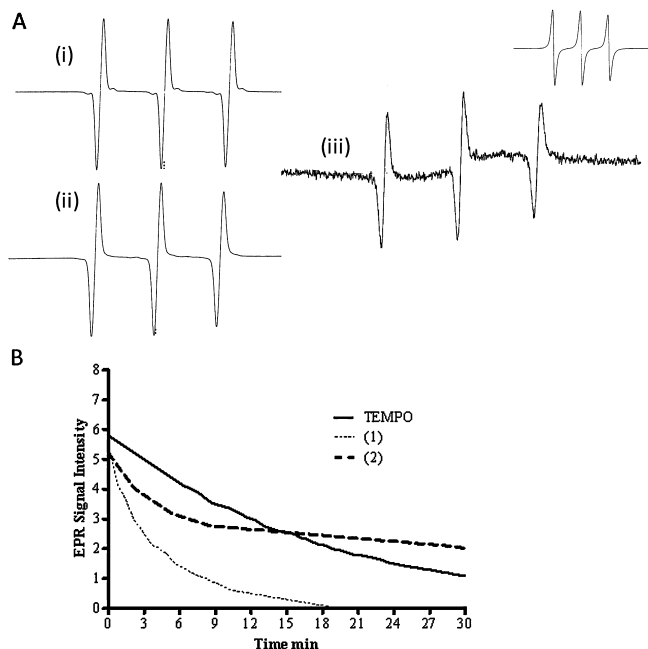 A
(i)
(ii)
(iii)
B
EPR Signal Intensity
8
7
6
5
4
3
2
1
0
TEMPO
(1)
(2)
0 3 6 9 12 15 18 21 24 27 30
Time min